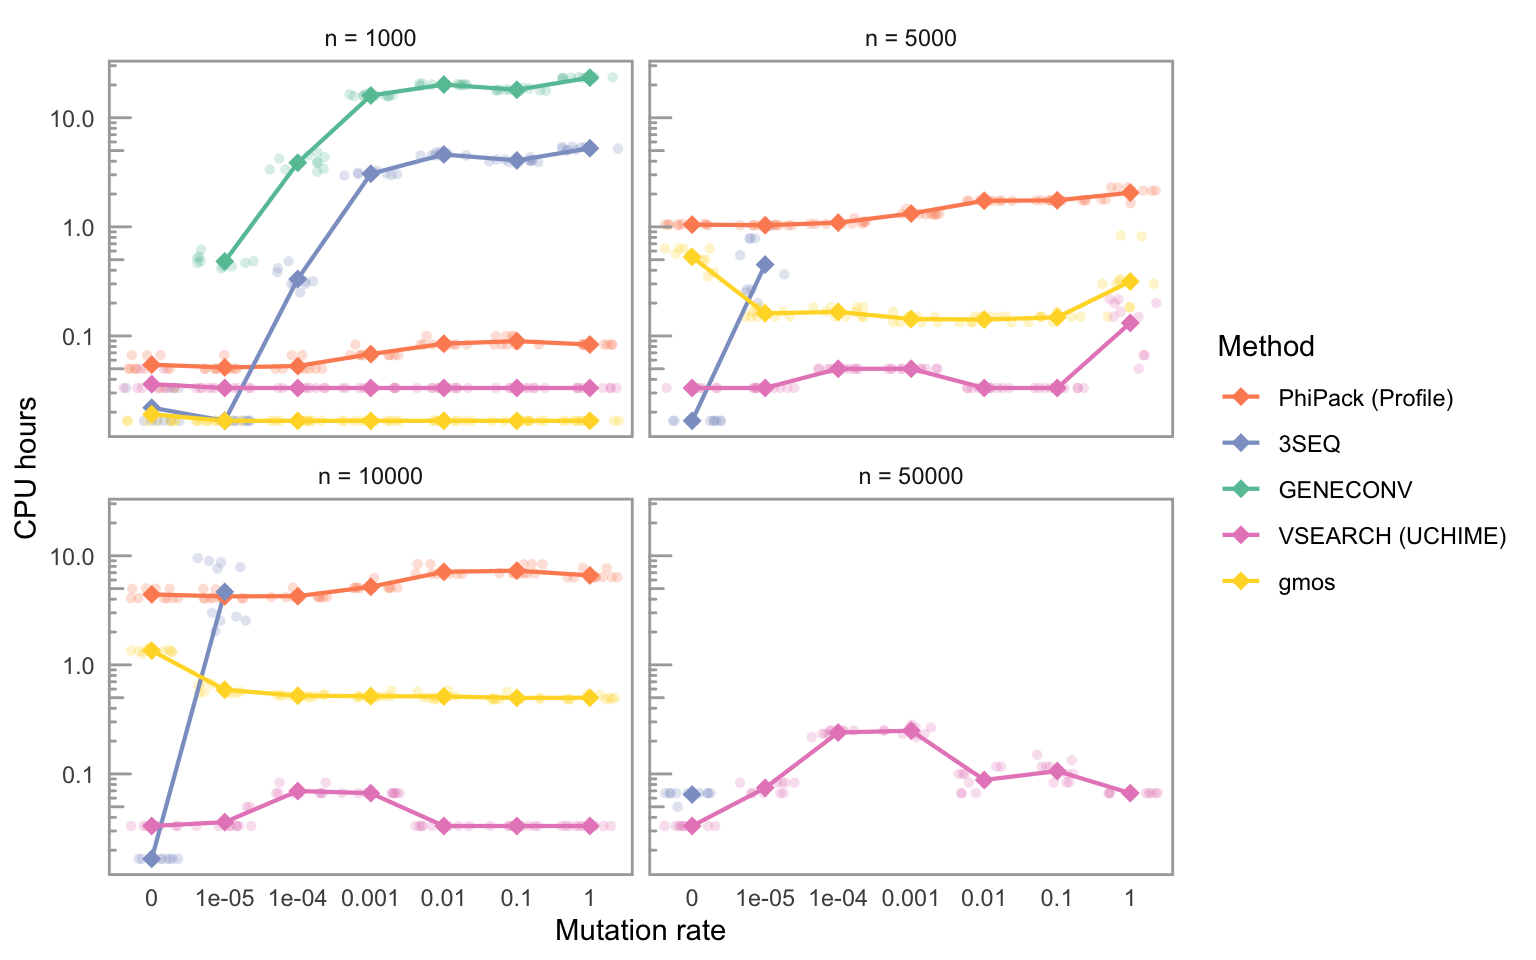 n = 1000
n = 5000
10.0
1.0
0.1
n = 10000
n = 50000
10.0
1.0
0.1
CPU hours
0 1e-05 1e-04 0.001 0.01 0.1 1
0 1e-05 1e-04 0.001 0.01 0.1 1
Mutation rate
Method
PhiPack (Profile)
3SEQ
GENECONV
VSEARCH (UCHIME)
gmos